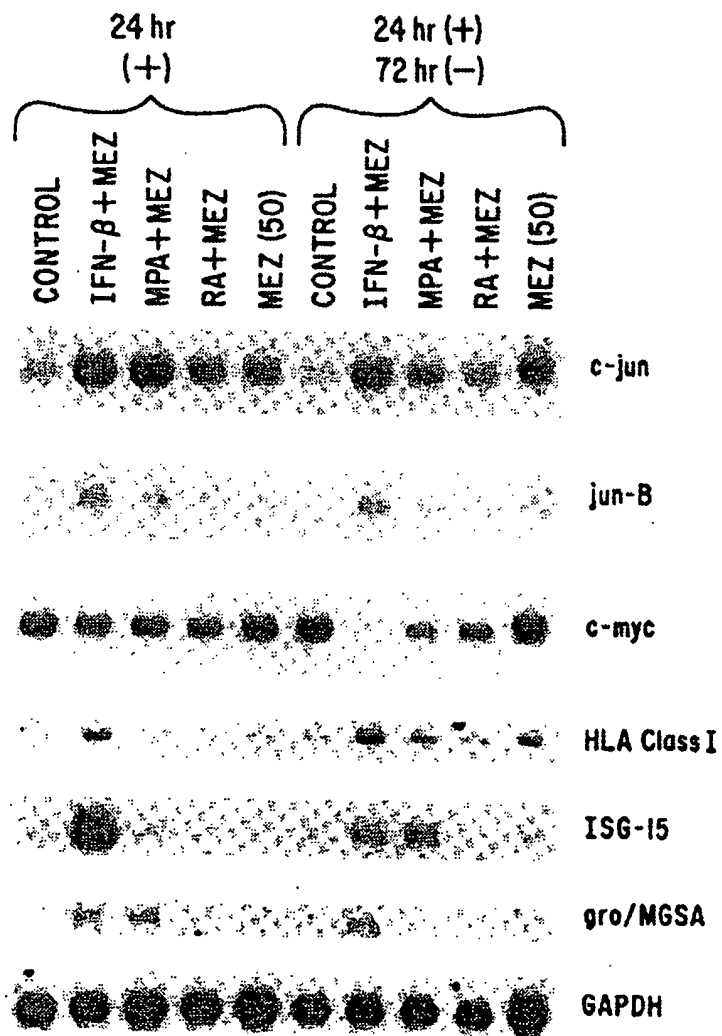 24 hr
(+)
24 hr (+)
72 hr (-)
CONTROL
IFN-β+MEZ
MPA+MEZ
RA+MEZ
MEZ (50)
CONTROL
IFN-β+MEZ
MPA+MEZ
RA+MEZ
MEZ (50)
c-jun
jun-B
c-myc
HLA Class I
ISG-15
gro/MGSA
GAPDH